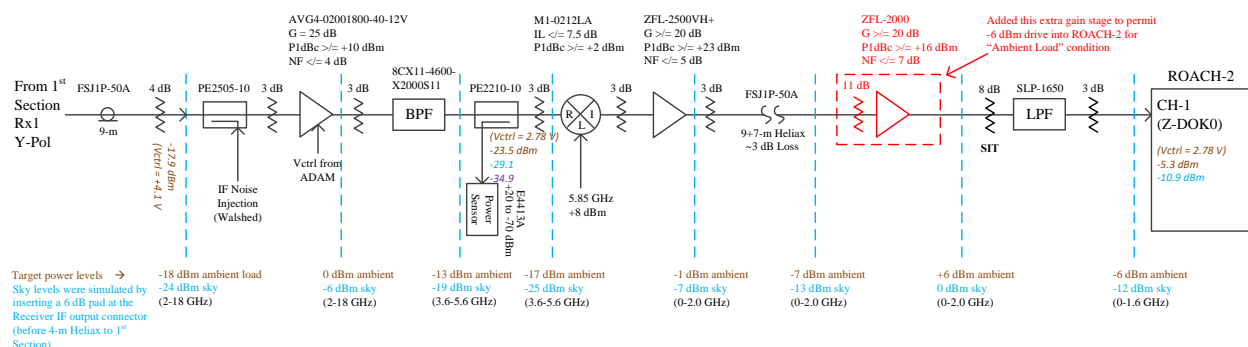 AVG4-02001800-40-12V
G = 25 dB
P1dBc >/= +10 dBm
NF </= 4 dB
M1-0212LA
IL </= 7.5 dB
P1dBc >/= +2 dBm
ZFL-2500VH+
G >/= 20 dB
P1dBc >/= +23 dBm
NF </= 5 dB
ZFL-2000
G >/= 20 dB
P1dBc >/= +16 dBm
NF </= 7 dB
Added this extra gain stage to permit
-6 dBm drive into ROACH-2 for
"Ambient Load" condition
From 1st
Section
Rx1
Y-Pol
FSJ1P-50A
9-m
4 dB
-17.9 dBm
(Vctrl = +4.1 V
PE2505-10
IF Noise
Injection
(Walshed)
3 dB
Vctrl from
ADAM
3 dB
8CX11-4600-
X2000S11
BPF
3 dB
PE2210-10
(Vctrl = 2.78 V)
-23.5 dBm
-29.1
-34.9
Power
Sensor
E4413A
+20 to -70 dBm
3 dB
R
I
L
5.85 GHz
+8 dBm
3 dB
3 dB
FSJ1P-50A
9+7-m Heliax
~3 dB Loss
11 dB
8 dB
SIT
SLP-1650
LPF
3 dB
ROACH-2
CH-1
(Z-DOK0)
(Vctrl = 2.78 V)
-5.3 dBm
-10.9 dBm
Target power levels →
Sky levels were simulated by
inserting a 6 dB pad at the
Receiver IF output connector
(before 4-m Heliax to 1st
Section)
-18 dBm ambient load
-24 dBm sky
(2-18 GHz)
0 dBm ambient
-6 dBm sky
(2-18 GHz)
-13 dBm ambient
-19 dBm sky
(3.6-5.6 GHz)
-17 dBm ambient
-25 dBm sky
(3.6-5.6 GHz)
-1 dBm ambient
-7 dBm sky
(0-2.0 GHz)
-7 dBm ambient
-13 dBm sky
(0-2.0 GHz)
+6 dBm ambient
0 dBm sky
(0-2.0 GHz)
-6 dBm ambient
-12 dBm sky
(0-1.6 GHz)